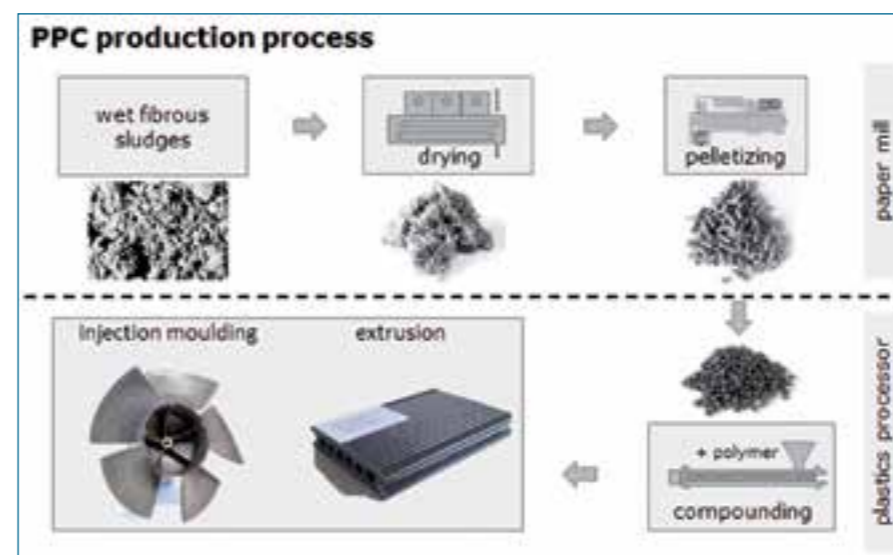 PPC production process
wet fibrous
sludges
drying
pelletizing
paper mill
Injection moulding
extrusion
+ polymer
compounding
plastics processor